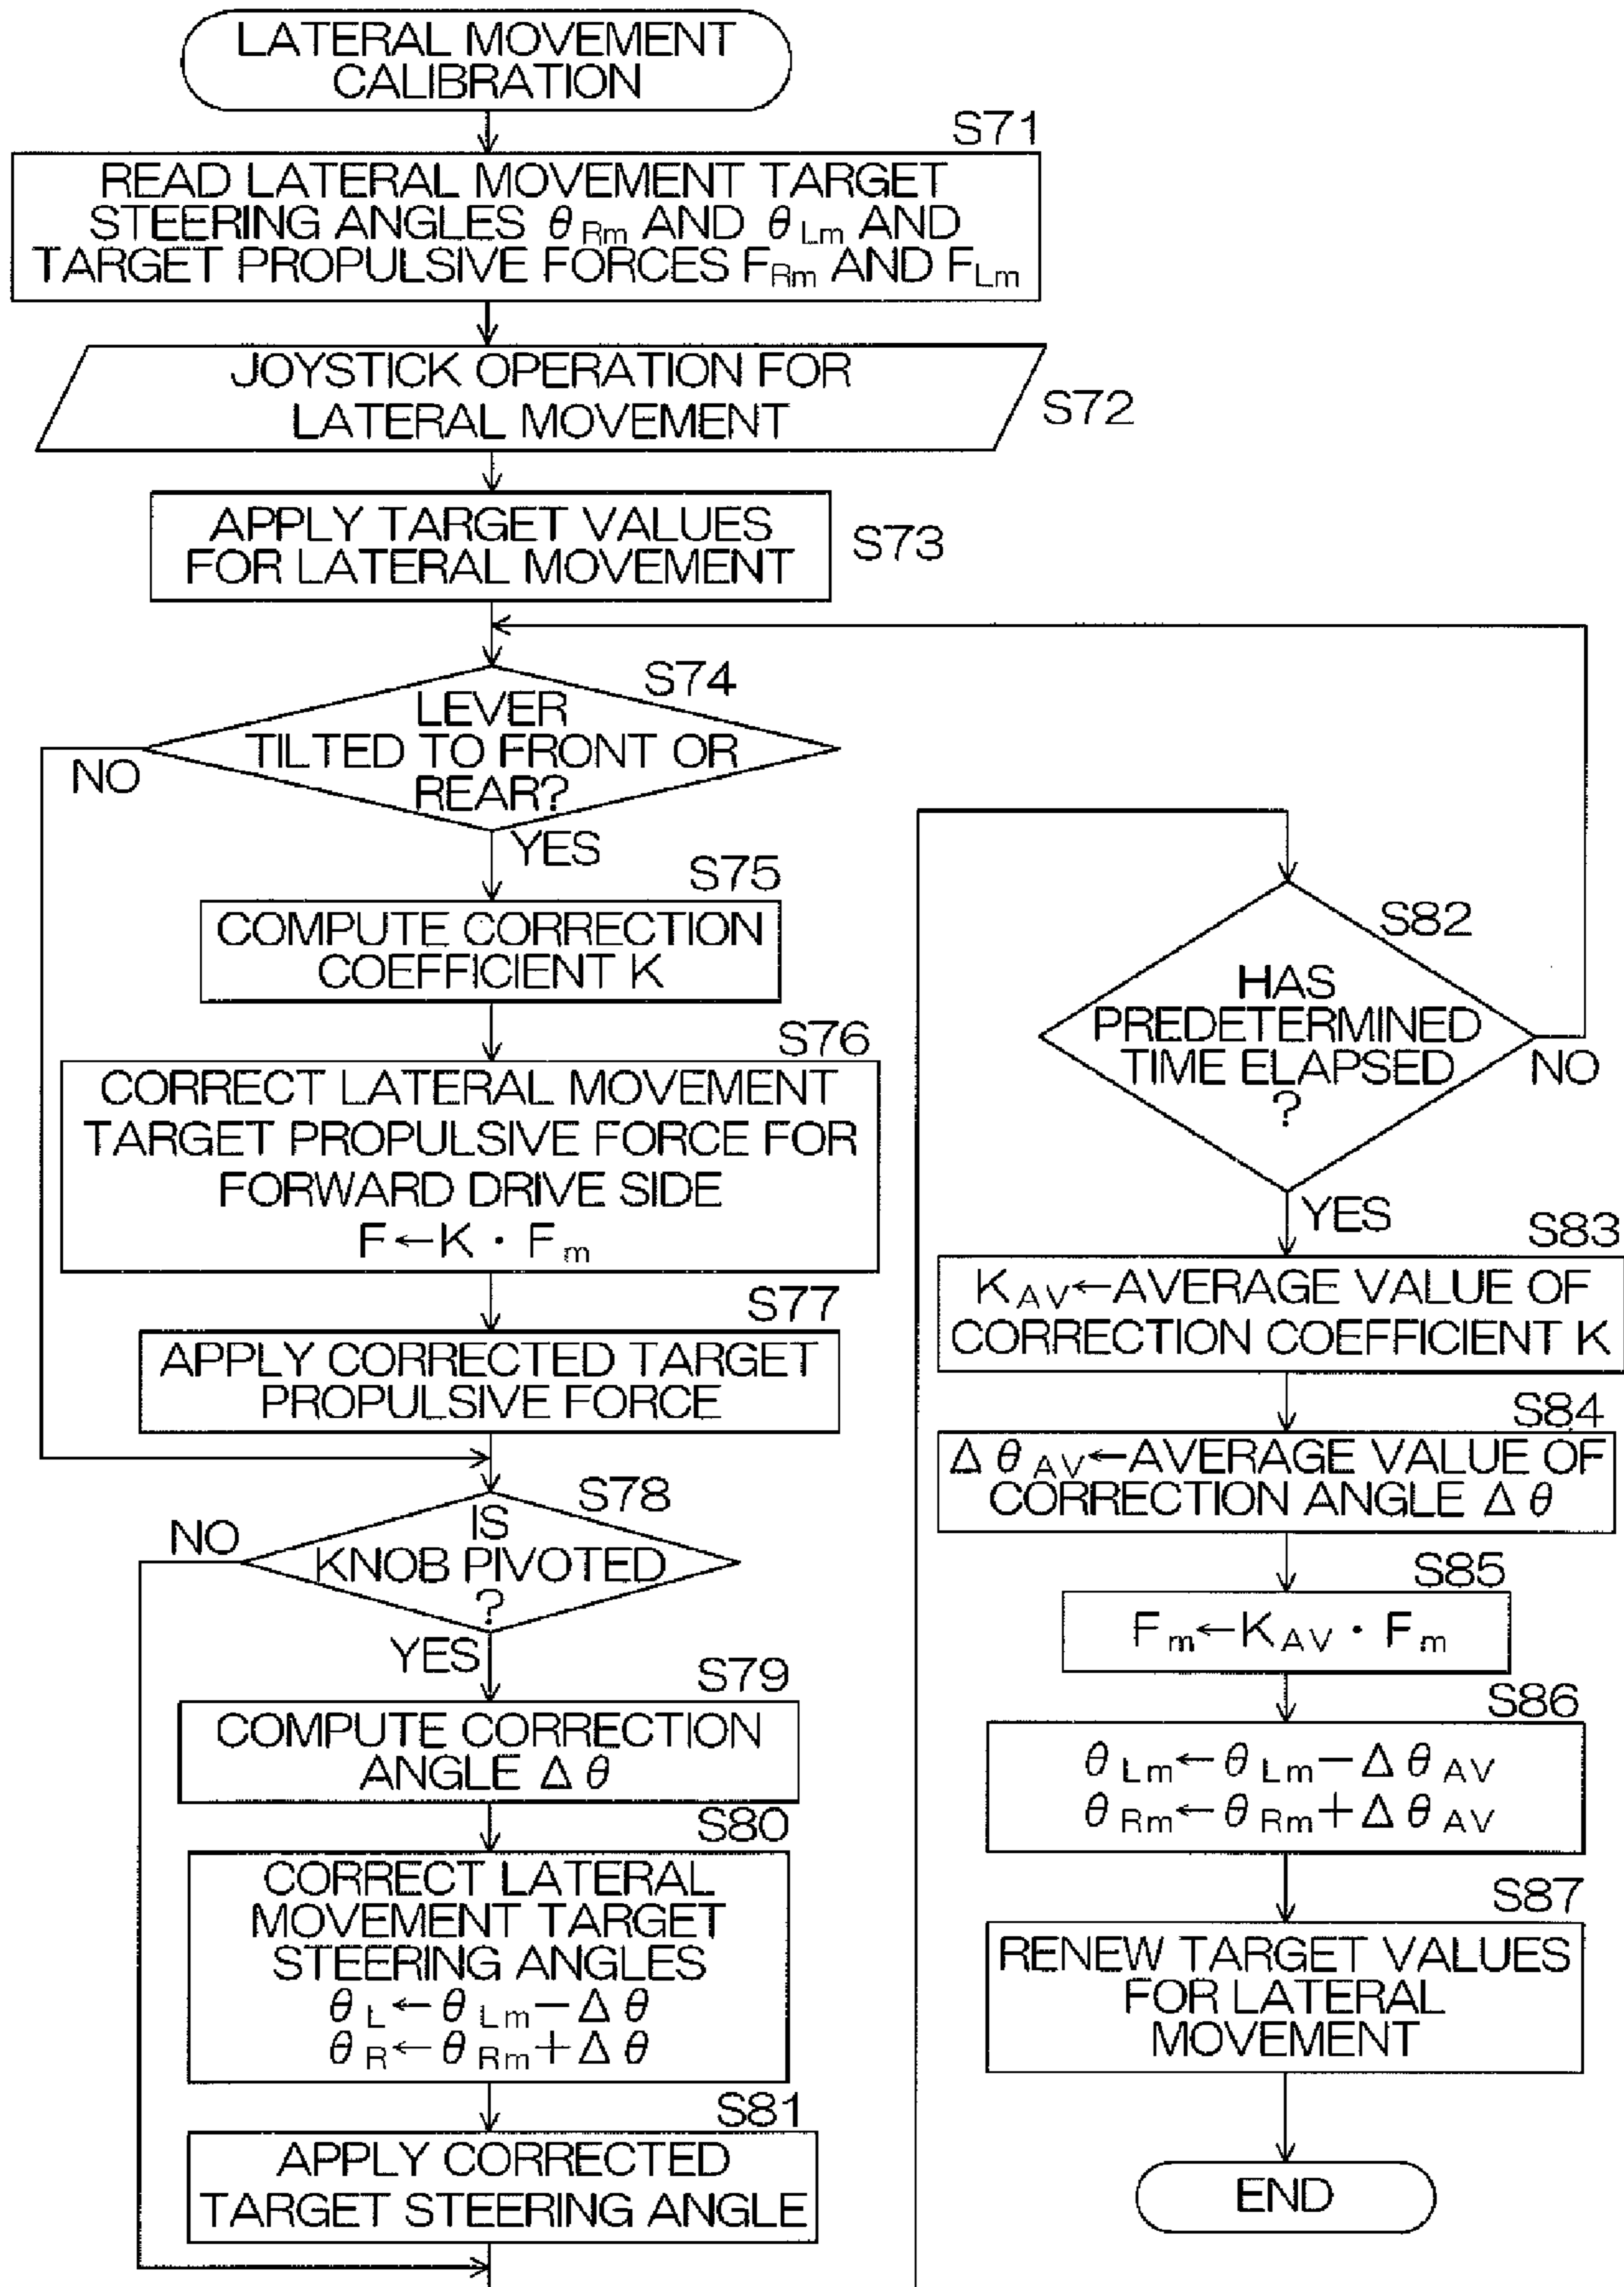 LATERAL MOVEMENT
CALIBRATION
S71
READ LATERAL MOVEMENT TARGET
STEERING ANGLES θRm AND θLm AND
TARGET PROPULSIVE FORCES FRm AND FLm
JOYSTICK OPERATION FOR
LATERAL MOVEMENT
S72
APPLY TARGET VALUES
FOR LATERAL MOVEMENT
S73
S74
LEVER
TILTED TO FRONT OR
REAR?
NO
YES
S75
COMPUTE CORRECTION
COEFFICIENT K
S76
CORRECT LATERAL MOVEMENT
TARGET PROPULSIVE FORCE FOR
FORWARD DRIVE SIDE
F←K・Fm
S77
APPLY CORRECTED TARGET
PROPULSIVE FORCE
S78
IS
KNOB PIVOTED
?
NO
YES
S79
COMPUTE CORRECTION
ANGLE Δθ
S80
CORRECT LATERAL
MOVEMENT TARGET
STEERING ANGLES
θL←θLm−Δθ
θR←θRm+Δθ
S81
APPLY CORRECTED
TARGET STEERING ANGLE
S82
HAS
PREDETERMINED
TIME ELAPSED
?
NO
YES
S83
KAV←AVERAGE VALUE OF
CORRECTION COEFFICIENT K
S84
ΔθAV←AVERAGE VALUE OF
CORRECTION ANGLE Δθ
S85
Fm←KAV・Fm
S86
θLm←θLm−ΔθAV
θRm←θRm+ΔθAV
S87
RENEW TARGET VALUES
FOR LATERAL
MOVEMENT
END